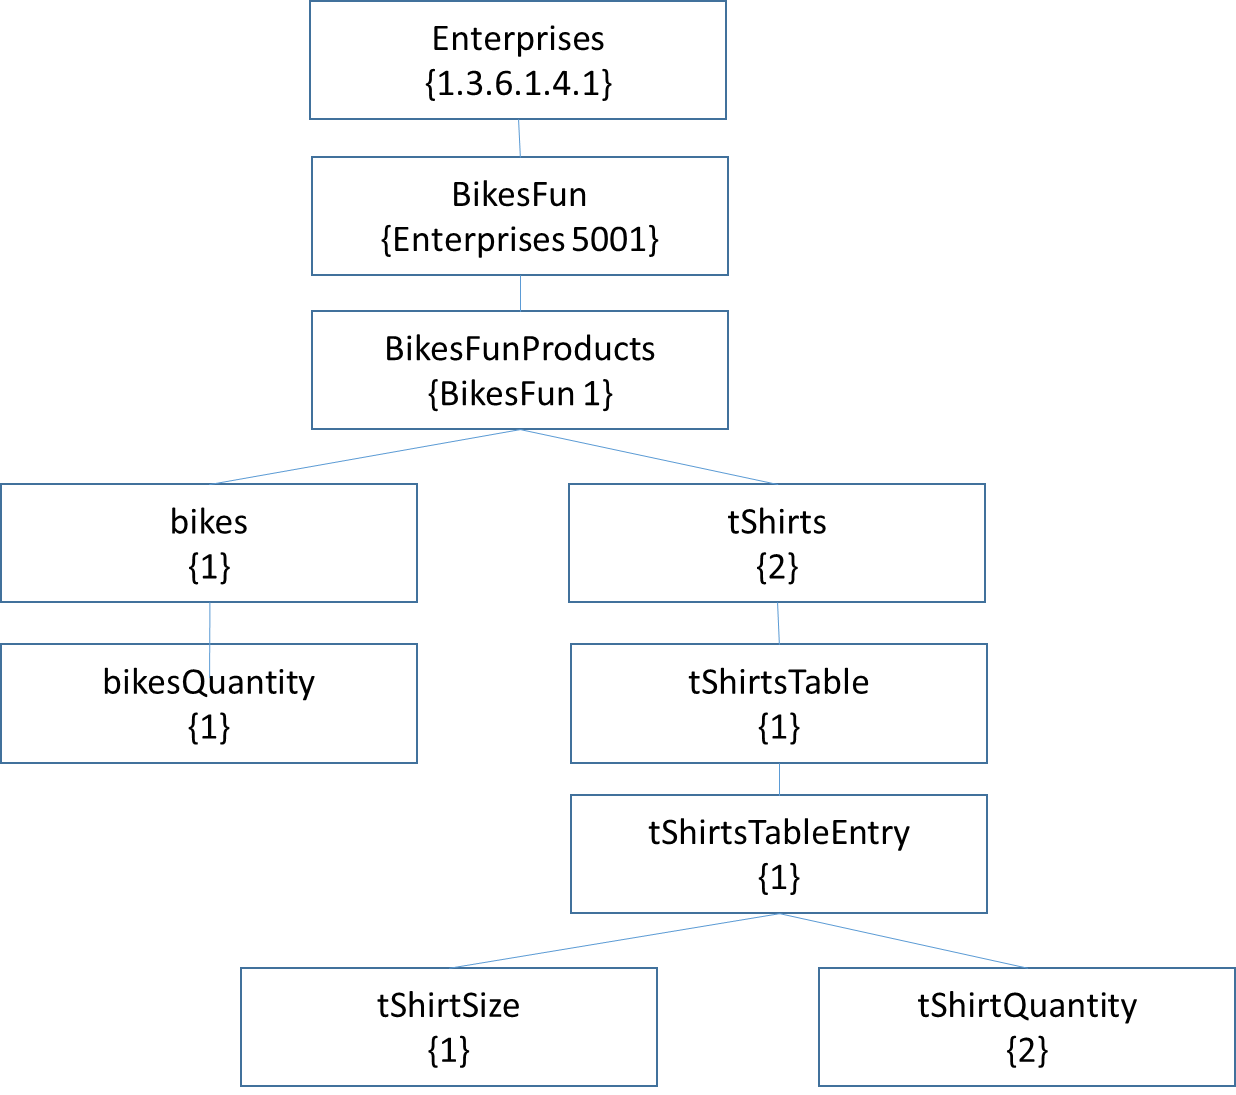 Enterprises
{1.3.6.1.4.1}
BikesFun
{Enterprises 5001}
BikesFunProducts
{BikesFun 1}
bikes
{1}
tShirts
{2}
bikesQuantity
{1}
tShirtsTable
{1}
tShirtsTableEntry
{1}
tShirtSize
{1}
tShirtQuantity
{2}